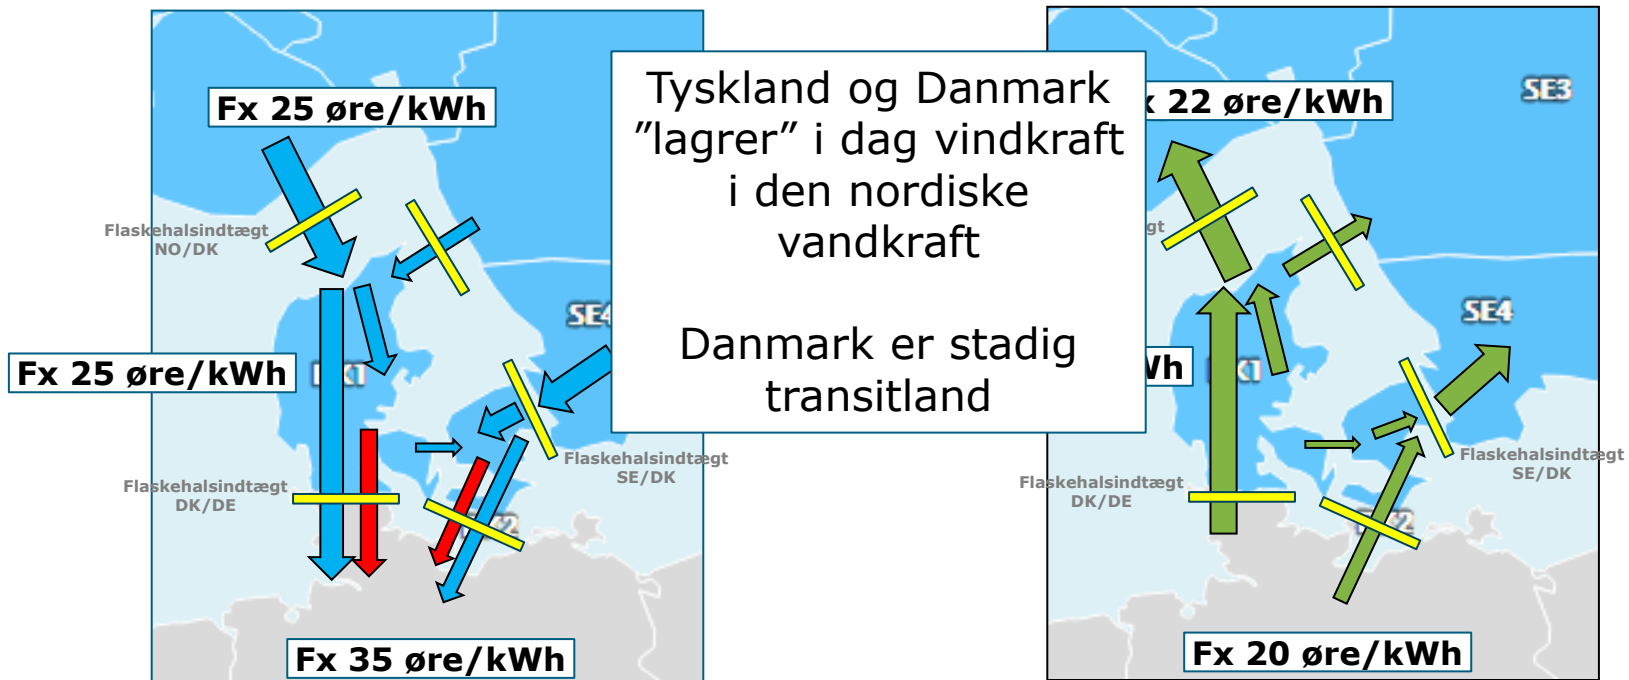 Fx 25 øre/kWh
Flaskehalsindtægt
NO/DK
SE4
Fx 25 øre/kWh
DK1
Flaskehalsindtægt
SE/DK
Flaskehalsindtægt
DK/DE
Fx 35 øre/kWh
Tyskland og Danmark
”lagrer” i dag vindkraft
i den nordiske
vandkraft
Danmark er stadig
transitland
22 øre/kWh
SE3
SE4
Flaskehalsindtægt
SE/DK
Flaskehalsindtægt
DK/DE
Fx 20 øre/kWh